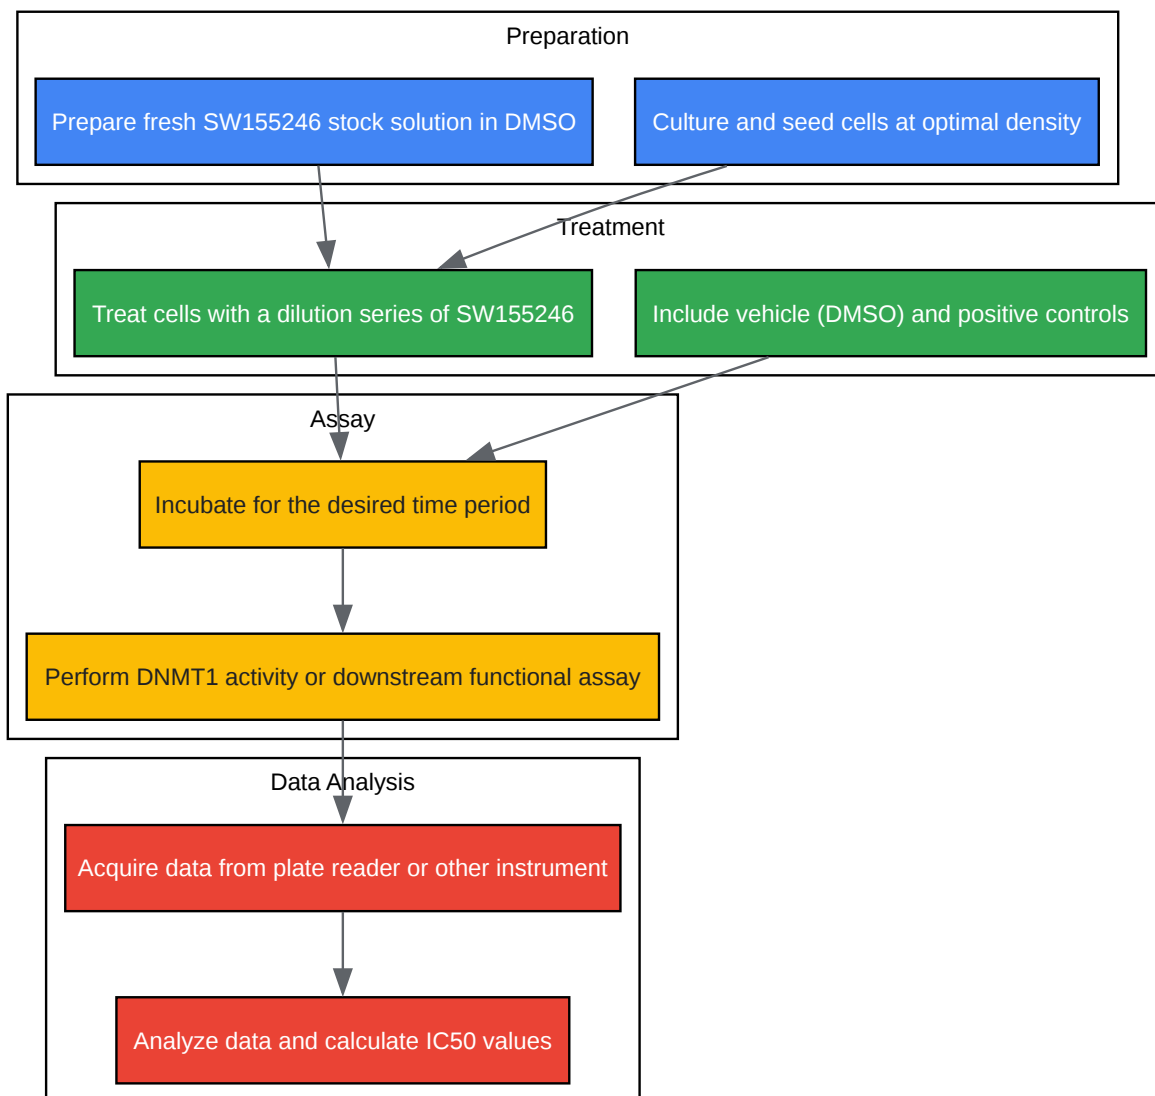 Preparation
Prepare fresh SW155246 stock solution in DMSO
Culture and seed cells at optimal density
Treatment
Treat cells with a dilution series of SW155246
Include vehicle (DMSO) and positive controls
Assay
Incubate for the desired time period
Perform DNMT1 activity or downstream functional assay
Data Analysis
Acquire data from plate reader or other instrument
Analyze data and calculate IC50 values